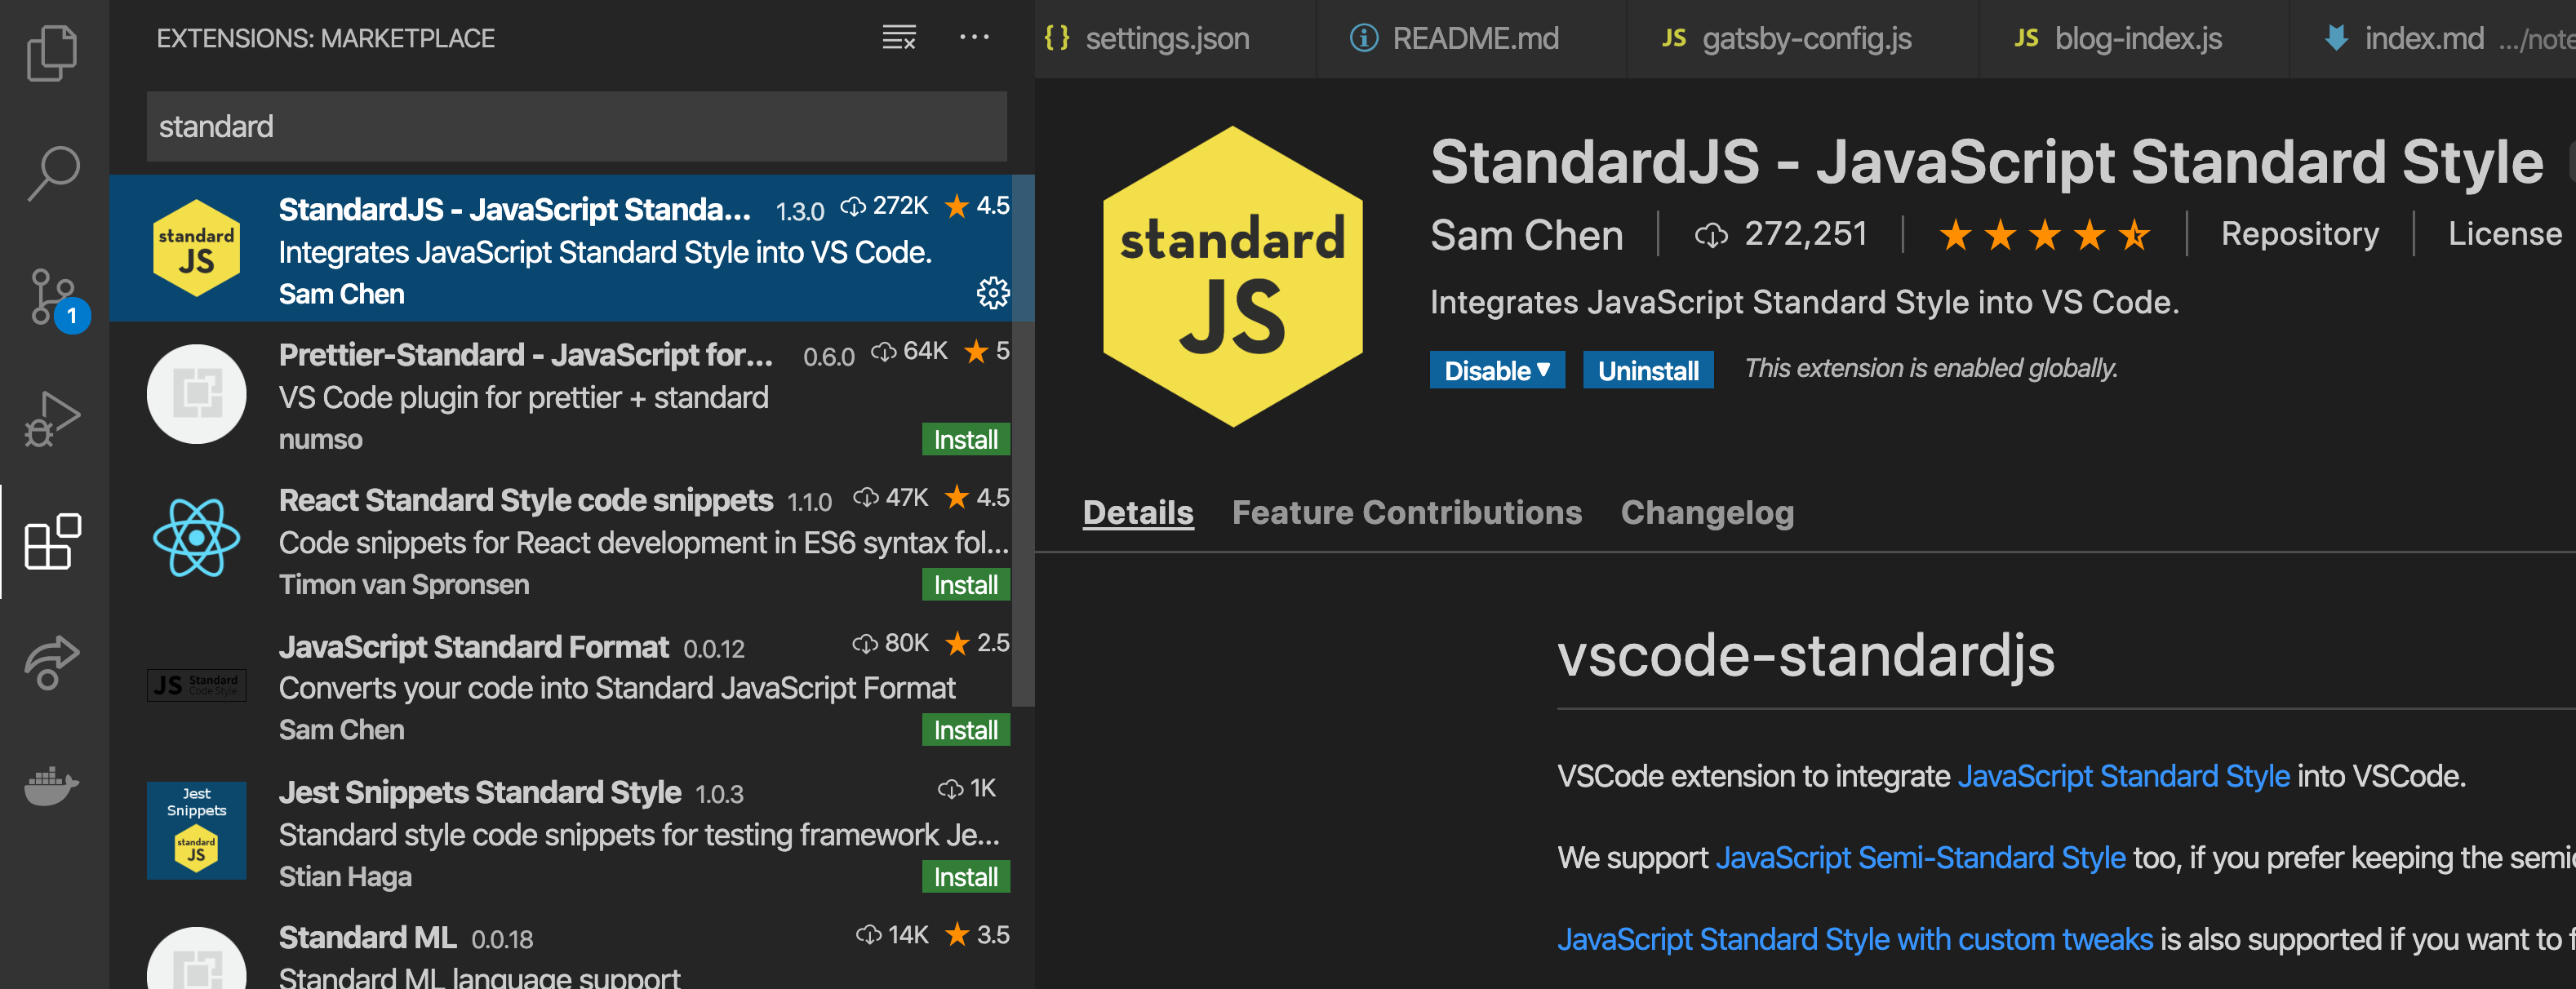 EXTENSIONS: MARKETPLACE
standard
standard
JS
StandardJS - JavaScript Standa... 1.3.0 272K 4.5
Integrates JavaScript Standard Style into VS Code.
Sam Chen
1
Prettier-Standard - JavaScript for... 0.6.0 64K 5
VS Code plugin for prettier + standard
numso
Install
React Standard Style code snippets 1.1.0 47K 4.5
Code snippets for React development in ES6 syntax fol...
Timon van Spronsen
Install
JS Standard
Code Style
JavaScript Standard Format 0.0.12 80K 2.5
Converts your code into Standard JavaScript Format
Sam Chen
Install
Jest
Snippets
standard
JS
Jest Snippets Standard Style 1.0.3 1K
Standard style code snippets for testing framework Je...
Stian Haga
Install
Standard ML 0.0.18 14K 3.5
Standard ML language support
{} settings.json
README.md
JS gatsby-config.js
JS blog-index.js
index.md .../note
standard
JS
StandardJS - JavaScript Standard Style
Sam Chen 272,251 Repository License
Integrates JavaScript Standard Style into VS Code.
Disable Uninstall This extension is enabled globally.
Details Feature Contributions Changelog
vscode-standardjs
VSCode extension to integrate JavaScript Standard Style into VSCode.
We support JavaScript Semi-Standard Style too, if you prefer keeping the semi
JavaScript Standard Style with custom tweaks is also supported if you want to f